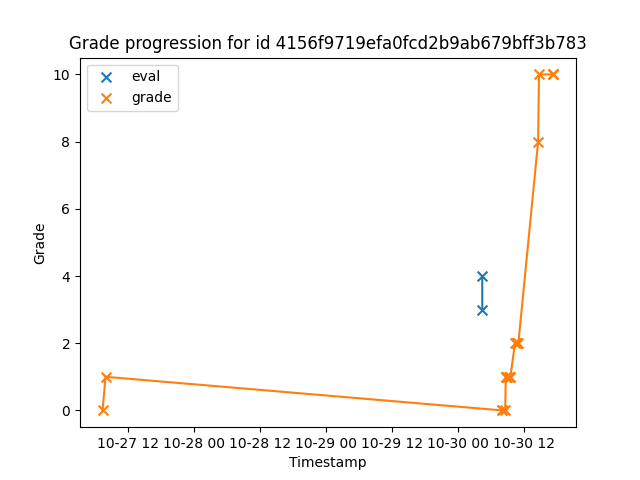 Grade progression for id 4156f9719efa0fcd2b9ab679bff3b783
eval
grade
10
8
6
4
2
0
Grade
10-27 12 10-28 00 10-28 12 10-29 00 10-29 12 10-30 00 10-30 12
Timestamp